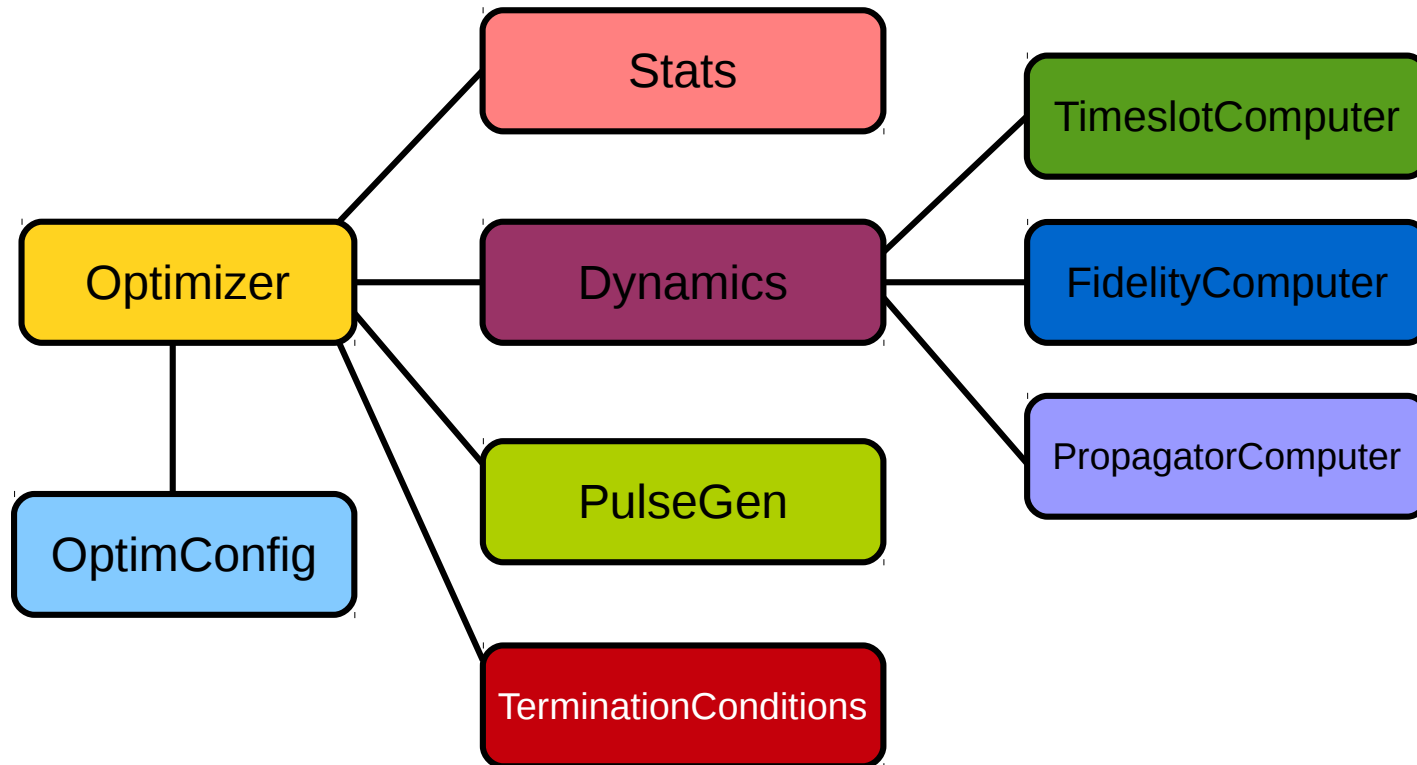 Stats
TimeslotComputer
Optimizer
Dynamics
FidelityComputer
PropagatorComputer
PulseGen
OptimConfig
TerminationConditions